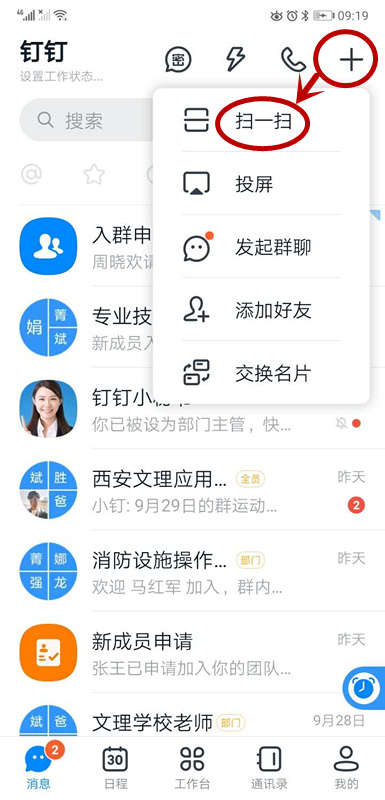 4G
09:19
钉钉
密
设置工作状态...
搜索
扫一扫
投屏
发起群聊
添加好友
交换名片
入群申
周晓欢请
娟 菁 斌
专业技
新成员入
钉钉小
你已被设为部门主管，快...
斌 胜 爸
西安文理应用... 全员 昨天
小钉: 9月29日的群运动... 2
菁 娜 强 龙
消防设施操作... 部门 昨天
欢迎 马红军 加入，群内...
新成员申请 昨天
张王已申请加入你的团队...
斌 爸
文理学校老师 部门 9月28日
2 30
消息 日程 工作台 通讯录 我的